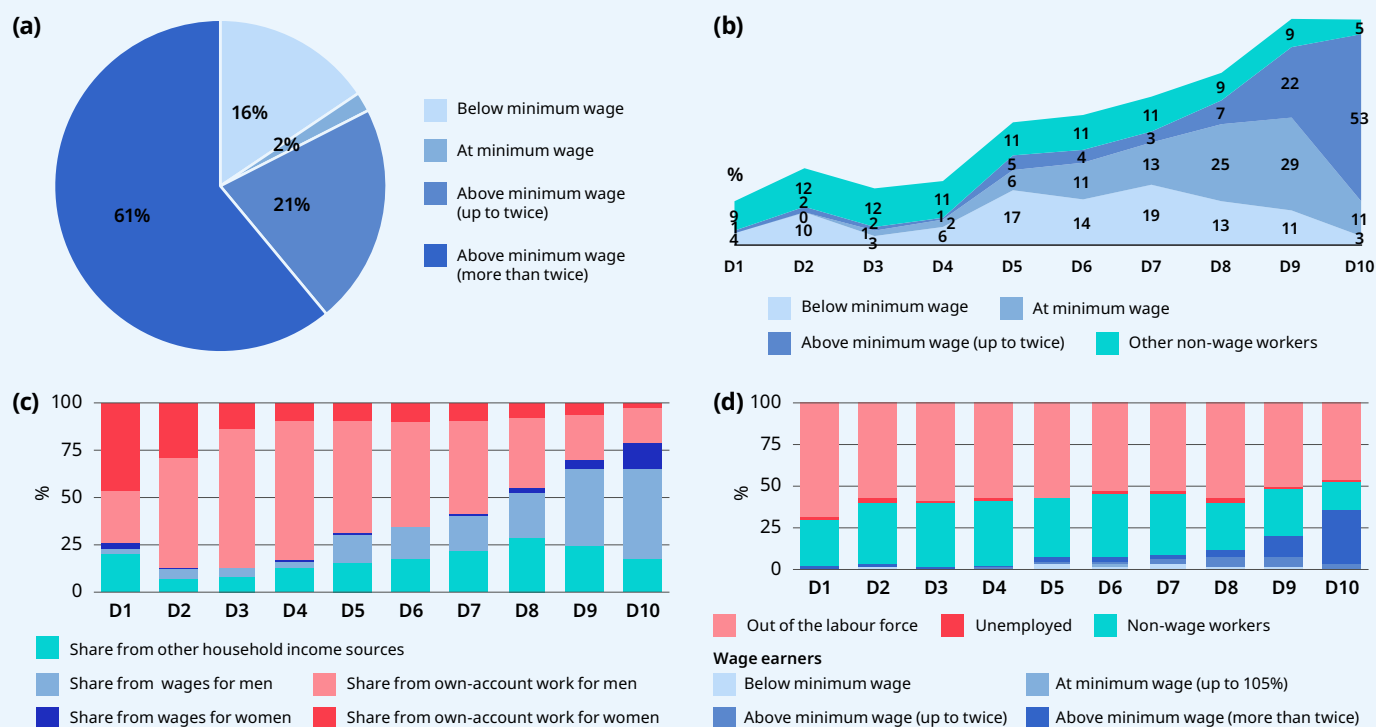 (a)
16%
2%
21%
61%
Below minimum wage
At minimum wage
Above minimum wage
(up to twice)
Above minimum wage
(more than twice)
(b)
%
9 1 4
12 2 0 10
12 2 1 3
11 1 2 6
11 5 6 17
11 4 11 14
11 3 13 19
9 7 25 13
9 22 29 11
5 53 11 3
D1 D2 D3 D4 D5 D6 D7 D8 D9 D10
Below minimum wage
At minimum wage
Above minimum wage (up to twice)
Other non-wage workers
(c)
100
75
50
25
0
%
D1 D2 D3 D4 D5 D6 D7 D8 D9 D10
Share from other household income sources
Share from wages for men
Share from own-account work for men
Share from wages for women
Share from own-account work for women
(d)
100
75
50
25
0
%
D1 D2 D3 D4 D5 D6 D7 D8 D9 D10
Out of the labour force
Unemployed
Non-wage workers
Wage earners
Below minimum wage
At minimum wage (up to 105%)
Above minimum wage (up to twice)
Above minimum wage (more than twice)